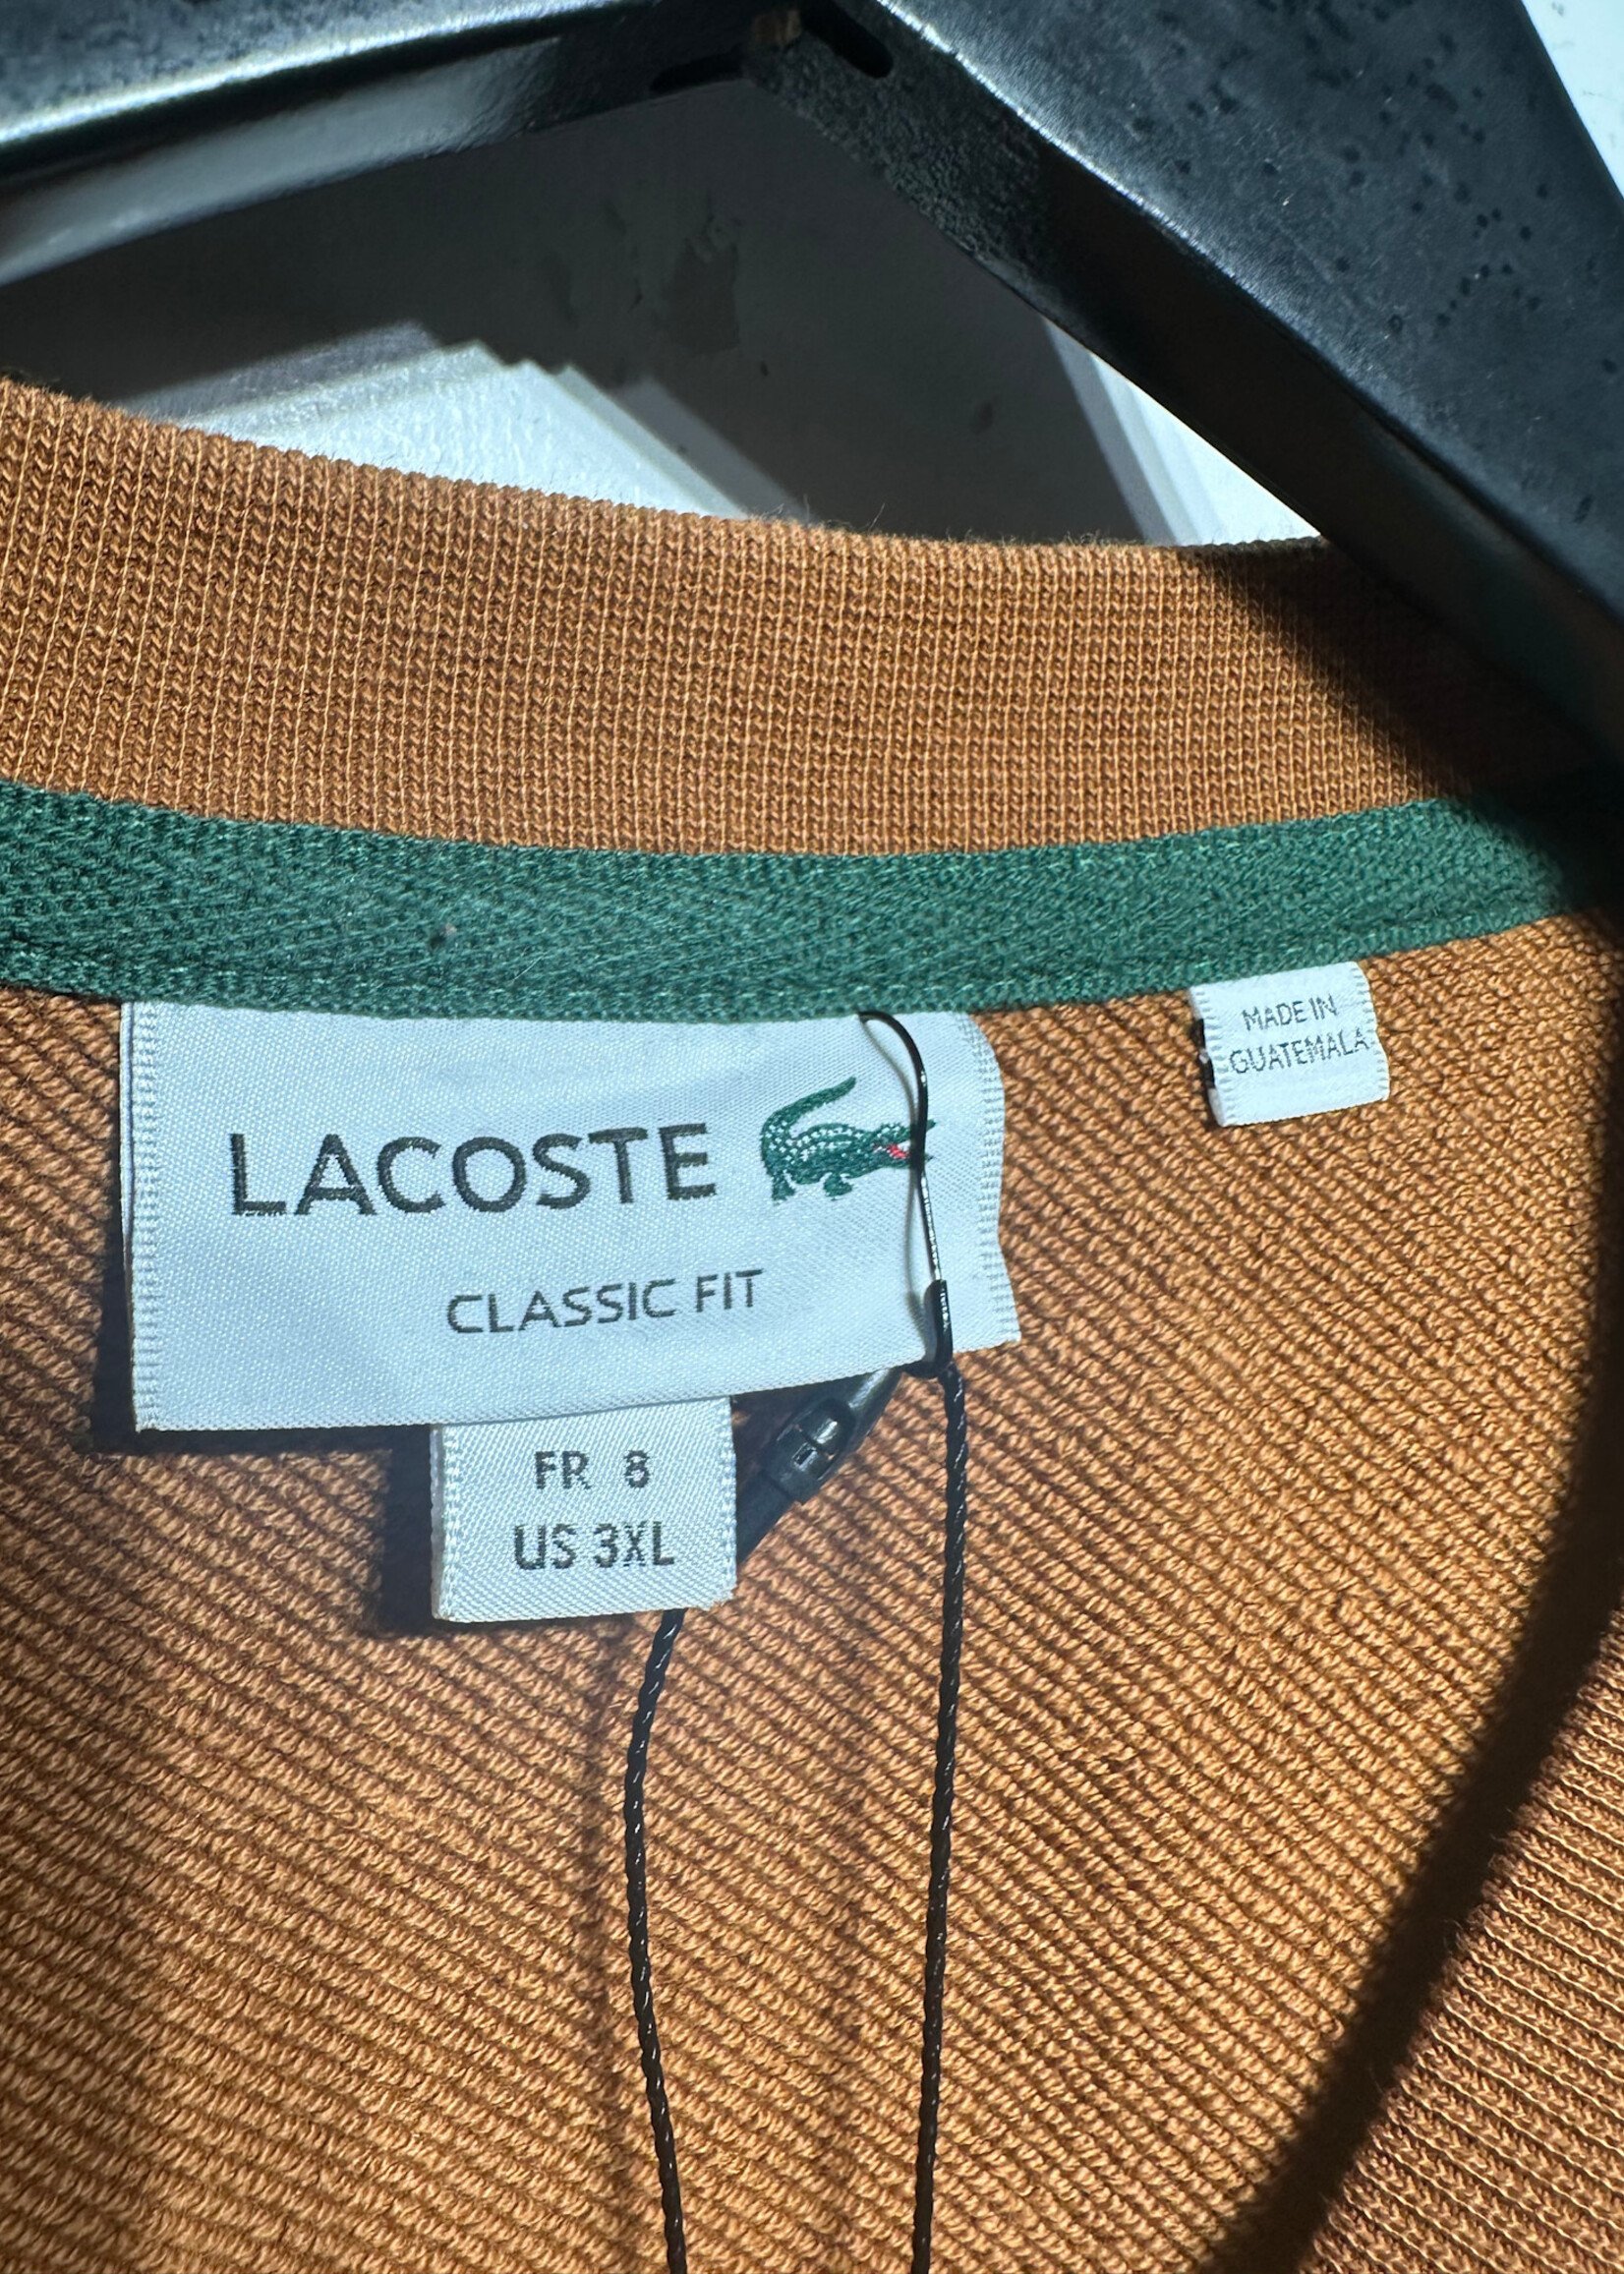 MADE IN
GUATEMALA
LACOSTE
CLASSIC FIT
FR 8
US 3XL